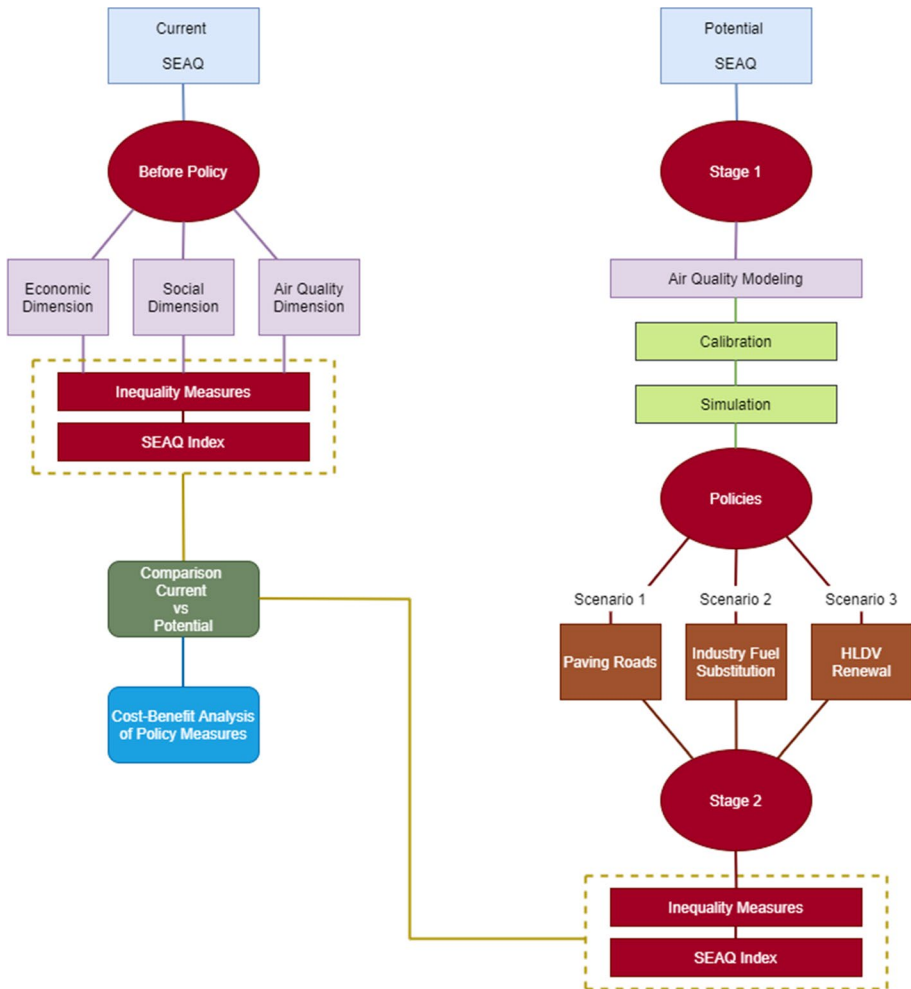 Current
SEAQ
Before Policy
Economic
Dimension
Social
Dimension
Air Quality
Dimension
Inequality Measures
SEAQ Index
Comparison
Current
vs
Potential
Cost-Benefit Analysis
of Policy Measures
Potential
SEAQ
Stage 1
Air Quality Modeling
Calibration
Simulation
Policies
Scenario 1
Scenario 2
Scenario 3
Paving Roads
Industry Fuel
Substitution
HLDV
Renewal
Stage 2
Inequality Measures
SEAQ Index